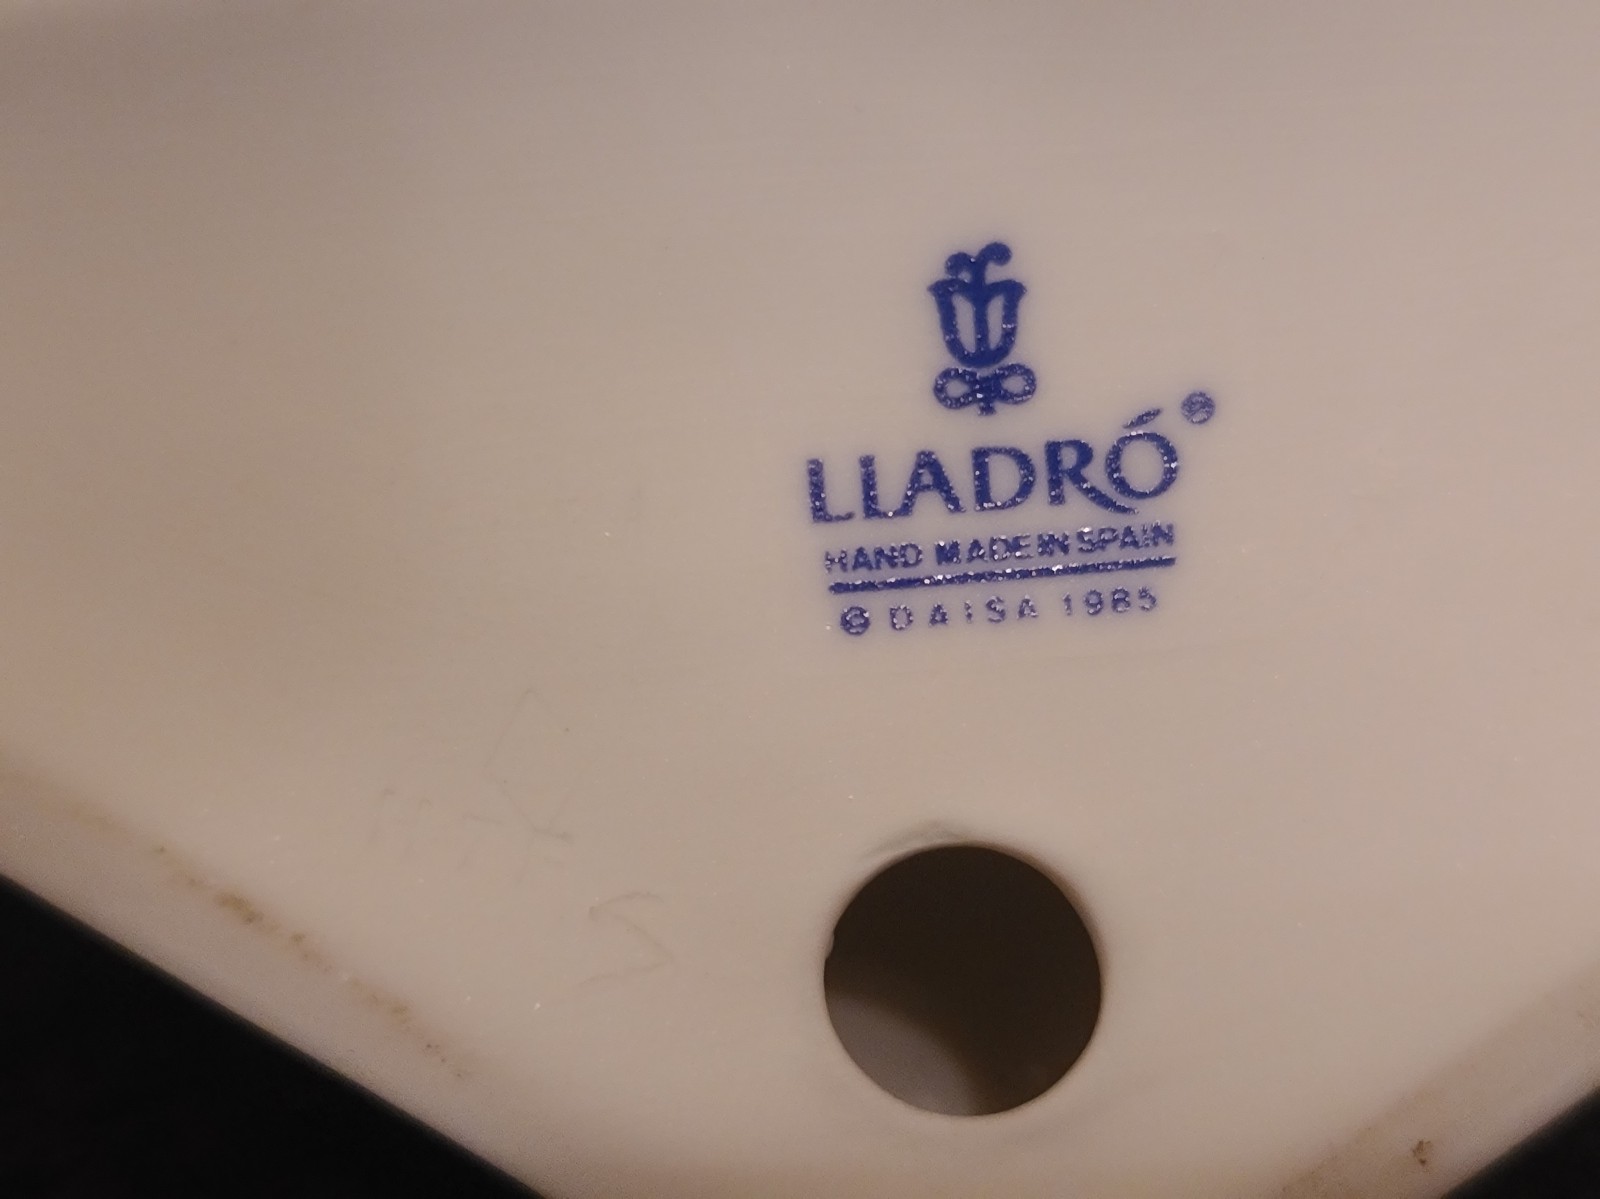 LLADRÓ®
HAND MADE IN SPAIN
© DAISA 1985